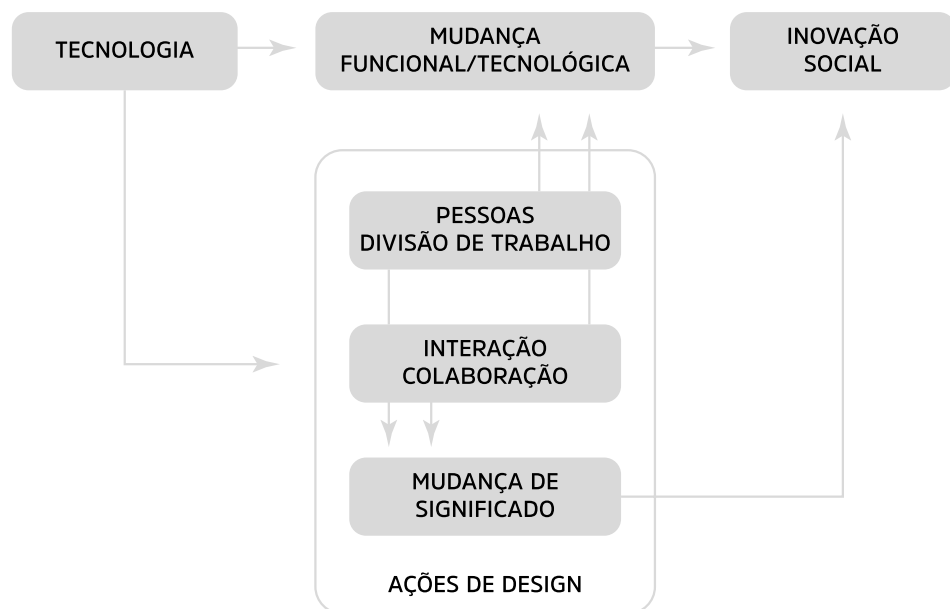 TECNOLOGIA
MUDANÇA
FUNCIONAL/TECNOLÓGICA
INOVAÇÃO
SOCIAL
PESSOAS
DIVISÃO DE TRABALHO
INTERAÇÃO
COLABORAÇÃO
MUDANÇA DE
SIGNIFICADO
AÇÕES DE DESIGN